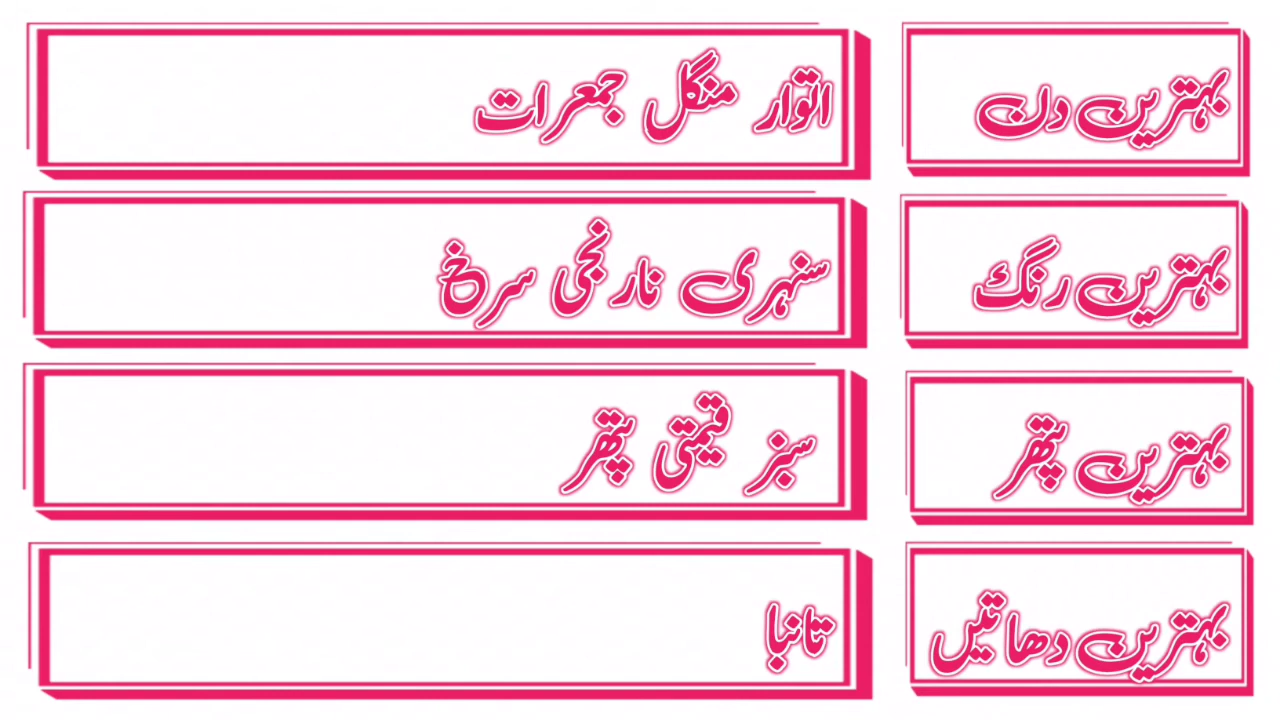 بہترین دن اتوار منگل جمعرات
بہترین رنگ سنہری نارنجی سرخ
بہترین پتھر سبز قیمتی پتھر
بہترین دھاتیں تانبا